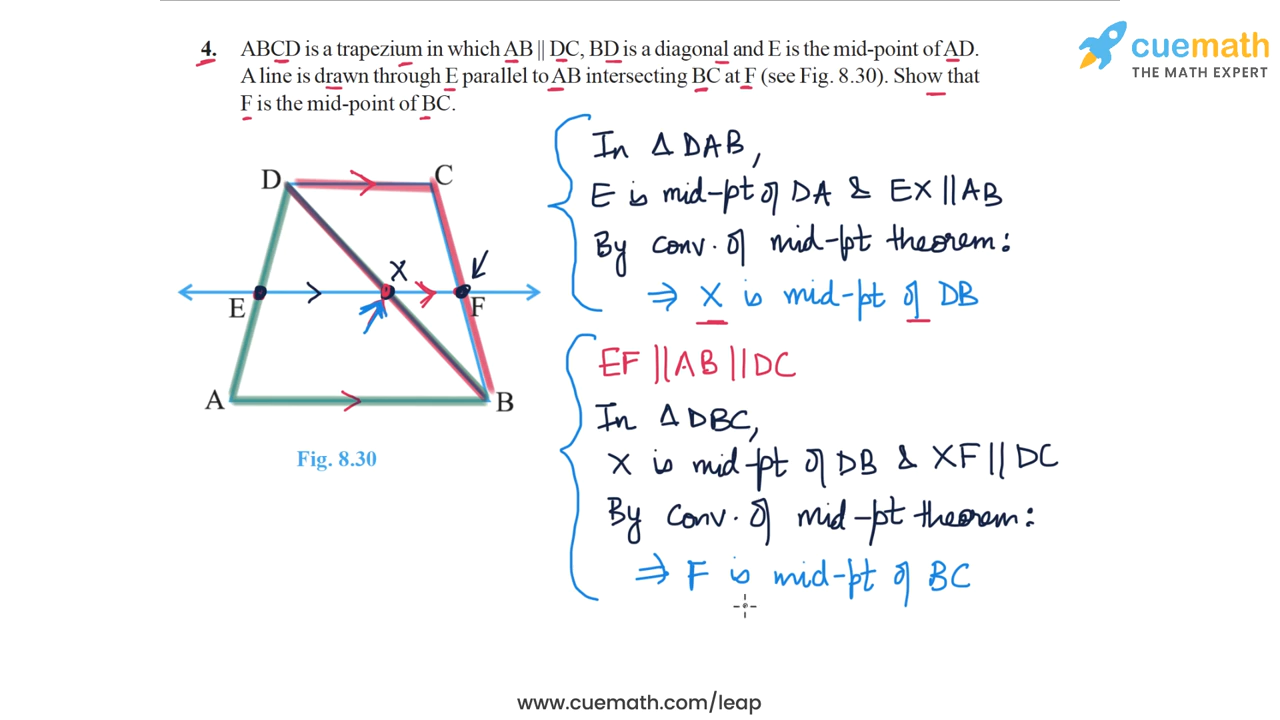 4. ABCD is a trapezium in which AB || DC, BD is a diagonal and E is the mid-point of AD.
A line is drawn through E parallel to AB intersecting BC at F (see Fig. 8.30). Show that
F is the mid-point of BC.
cuemath
THE MATH EXPERT
D
C
X
E
F
A
B
Fig. 8.30
In Δ DAB,
E is mid-pt of DA & EX || AB
By conv. of mid-pt theorem:
⇒ X is mid-pt of DB
EF || AB || DC
In Δ DBC,
X is mid-pt of DB & XF || DC
By conv. of mid-pt theorem:
⇒ F is mid-pt of BC
www.cuemath.com/leap